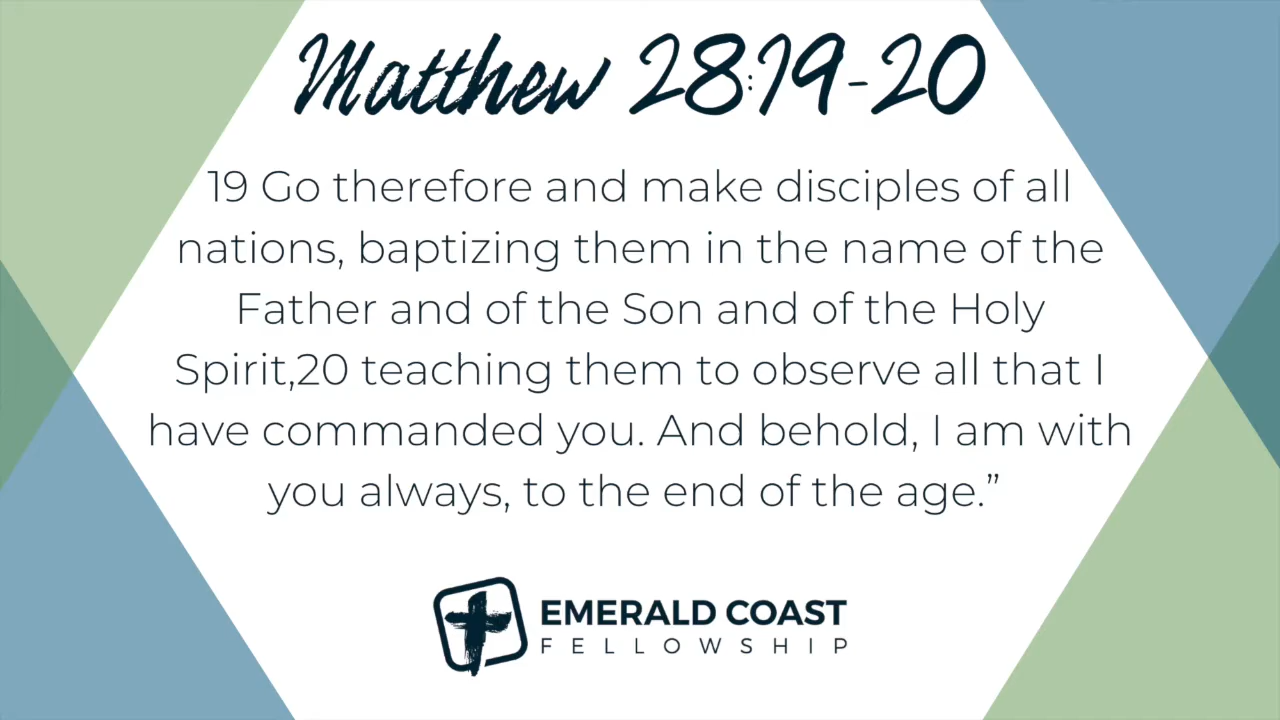 Matthew 28:19-20
19 Go therefore and make disciples of all
nations, baptizing them in the name of the
Father and of the Son and of the Holy
Spirit,20 teaching them to observe all that I
have commanded you. And behold, I am with
you always, to the end of the age.”
EMERALD COAST
FELLOWSHIP